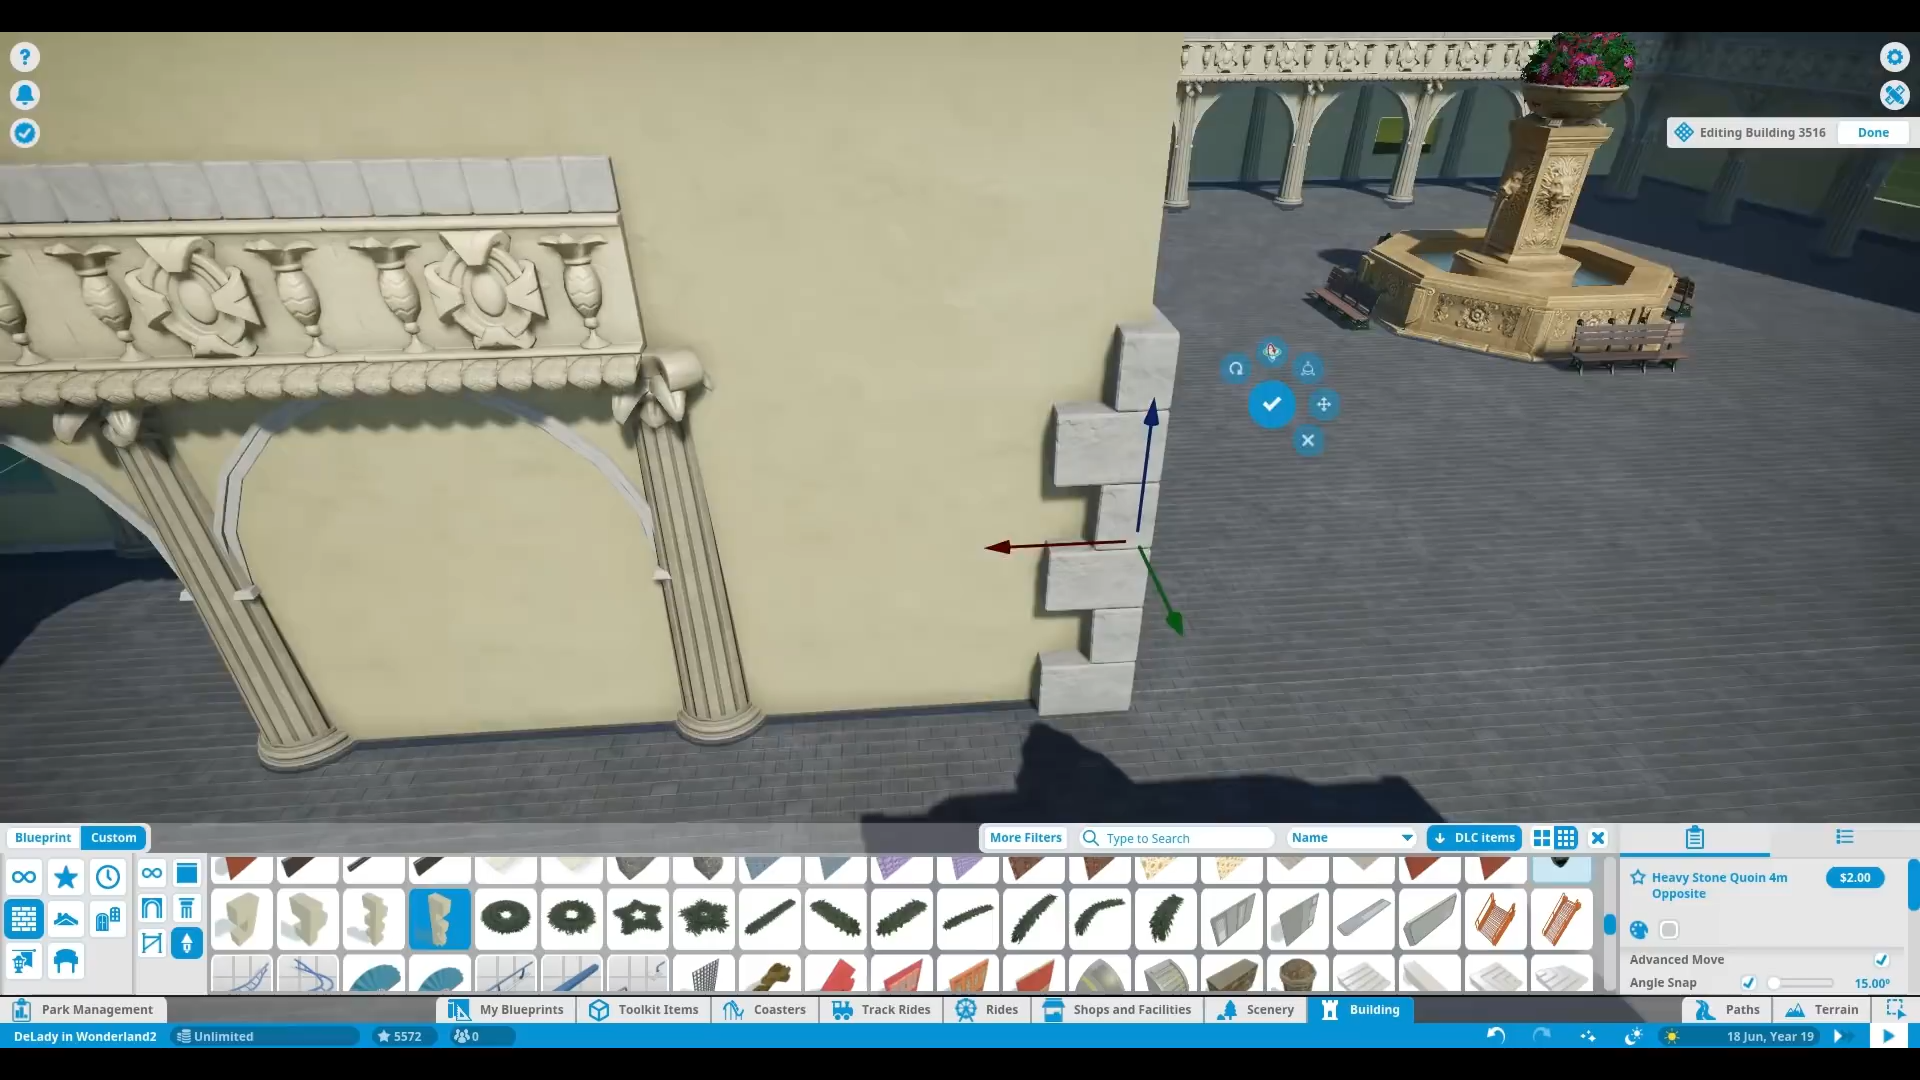 ?
Editing Building 3516 Done
Blueprint Custom
More Filters Type to Search Name DLC items
Heavy Stone Quoin 4m $2.00
Opposite
Advanced Move
Angle Snap 15.00°
Park Management My Blueprints Toolkit Items Coasters Track Rides Rides Shops and Facilities Scenery Building Paths Terrain
DeLady in Wonderland2 Unlimited 5572 0 18 Jun, Year 19